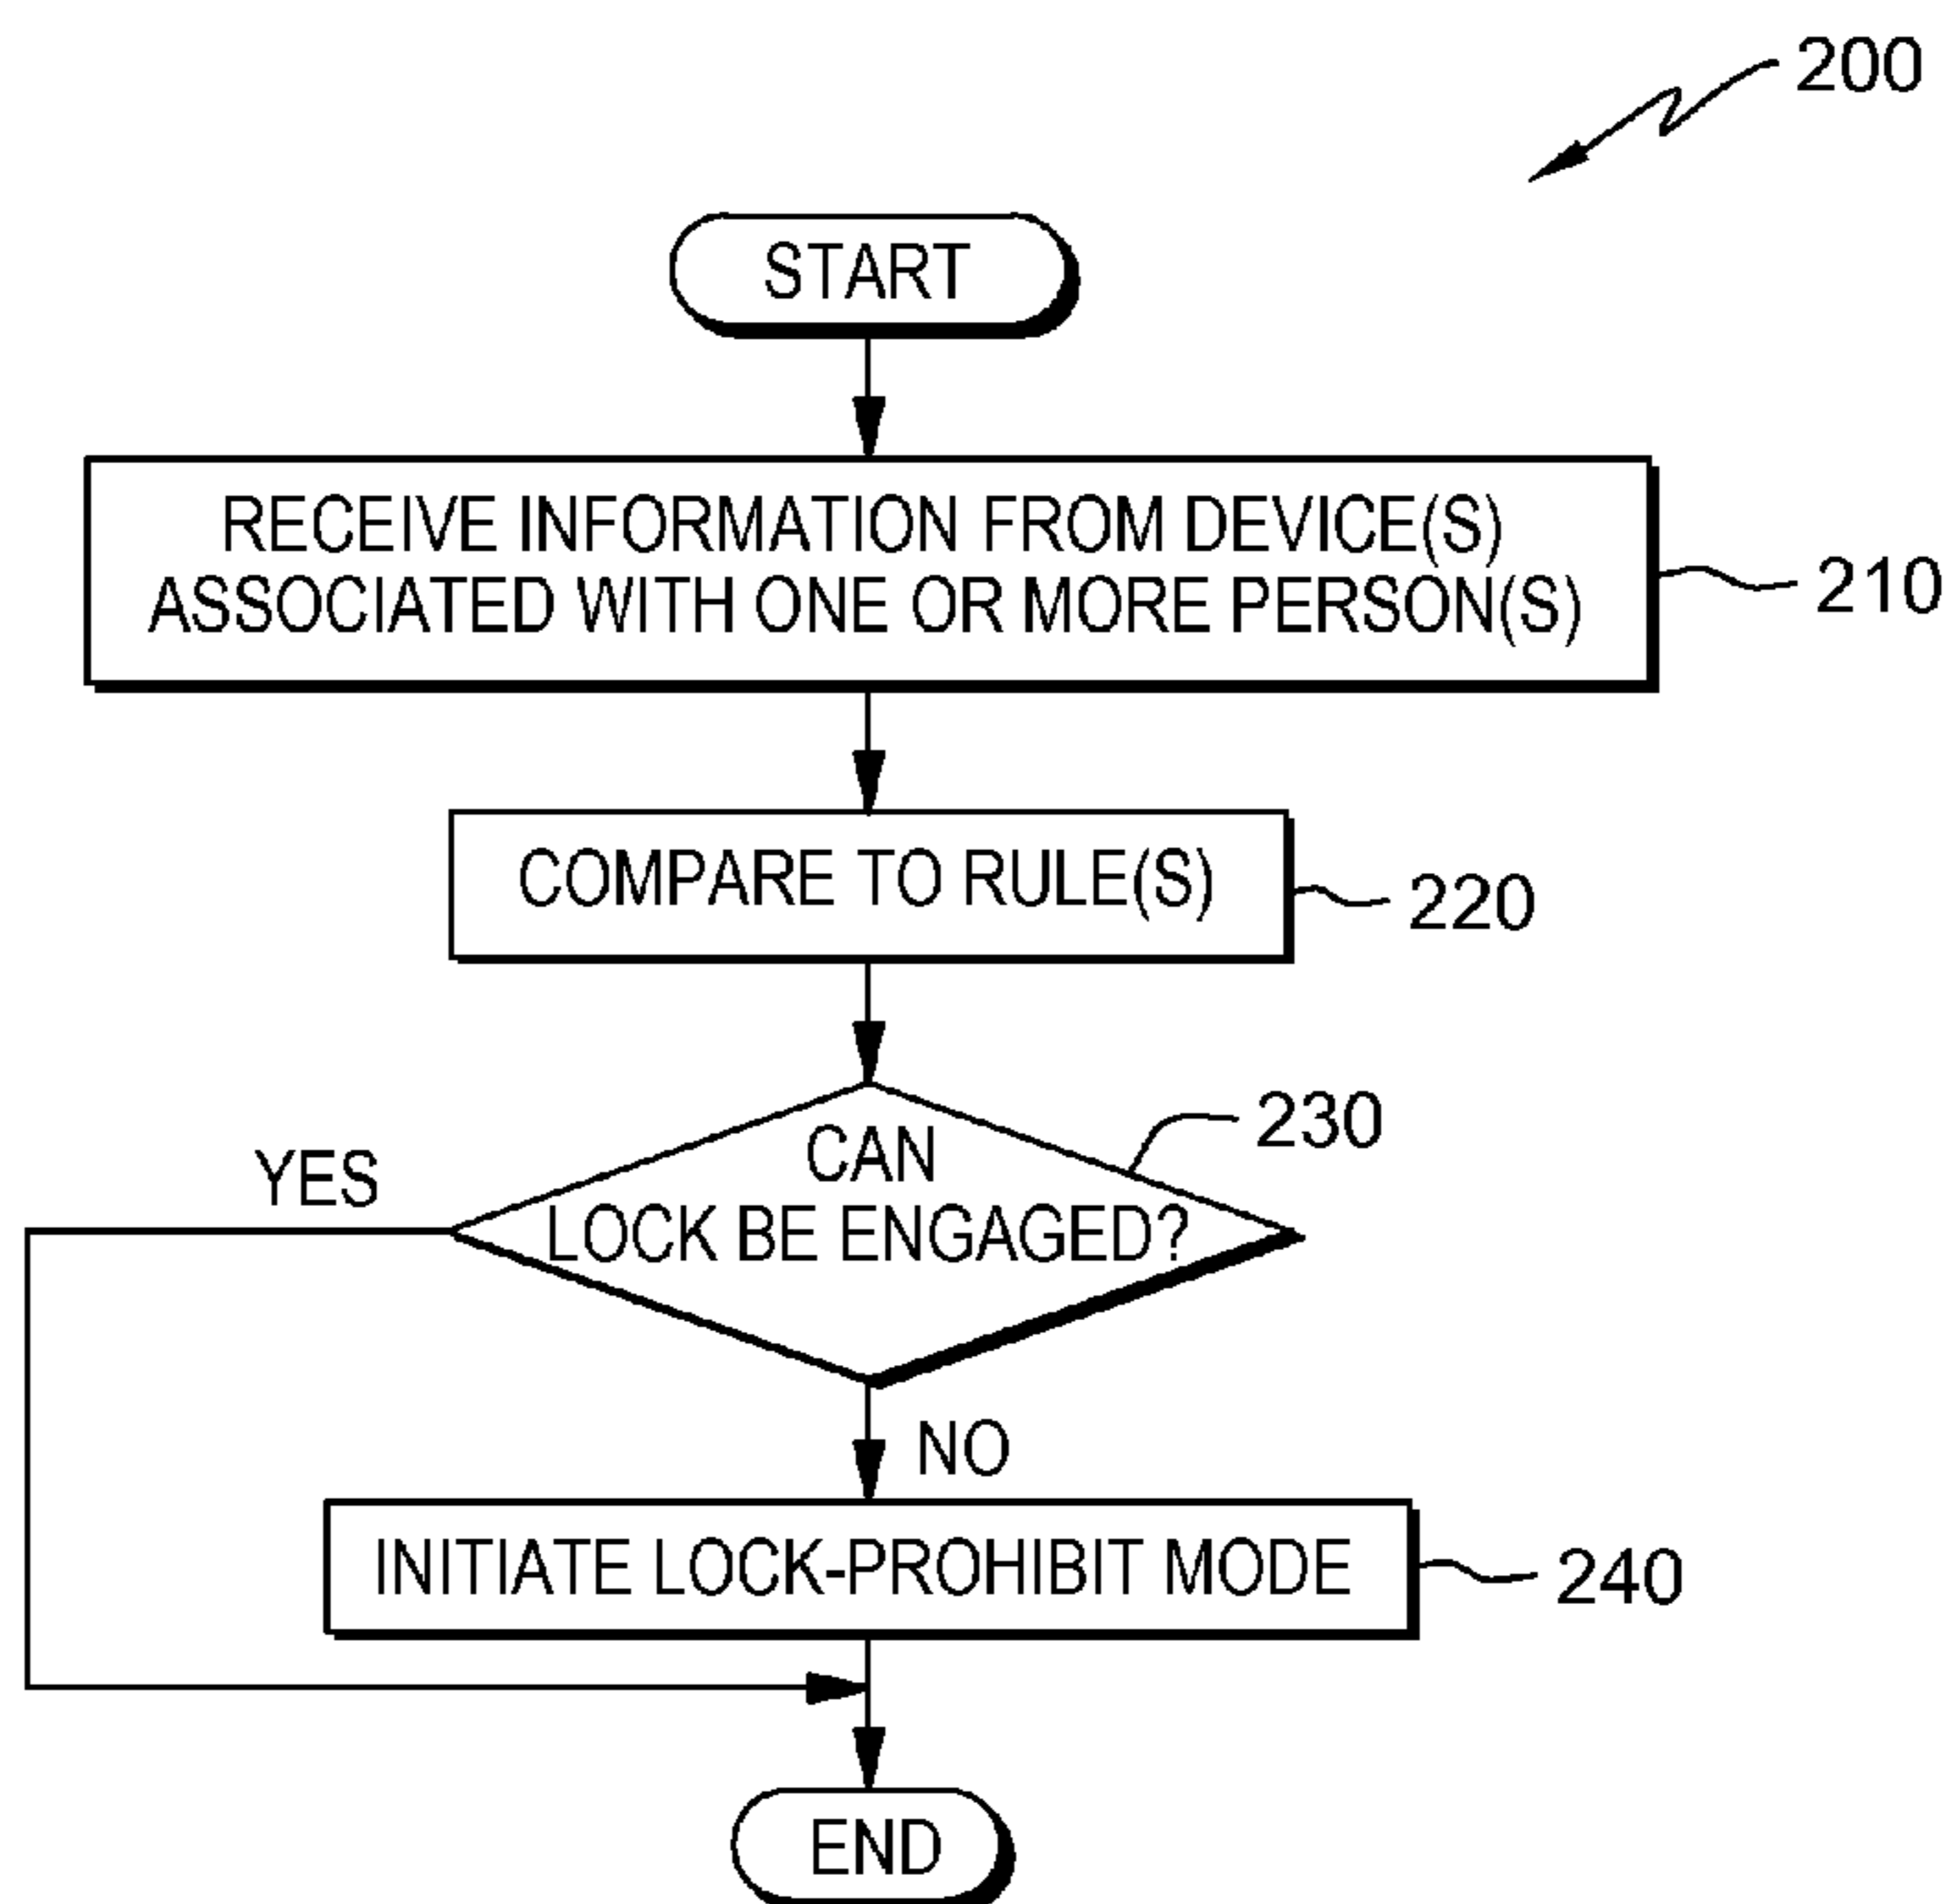 200
START
RECEIVE INFORMATION FROM DEVICE(S)
ASSOCIATED WITH ONE OR MORE PERSON(S)
210
COMPARE TO RULE(S)
220
CAN
230
YES
LOCK BE ENGAGED?
NO
INITIATE LOCK-PROHIBIT MODE
240
END